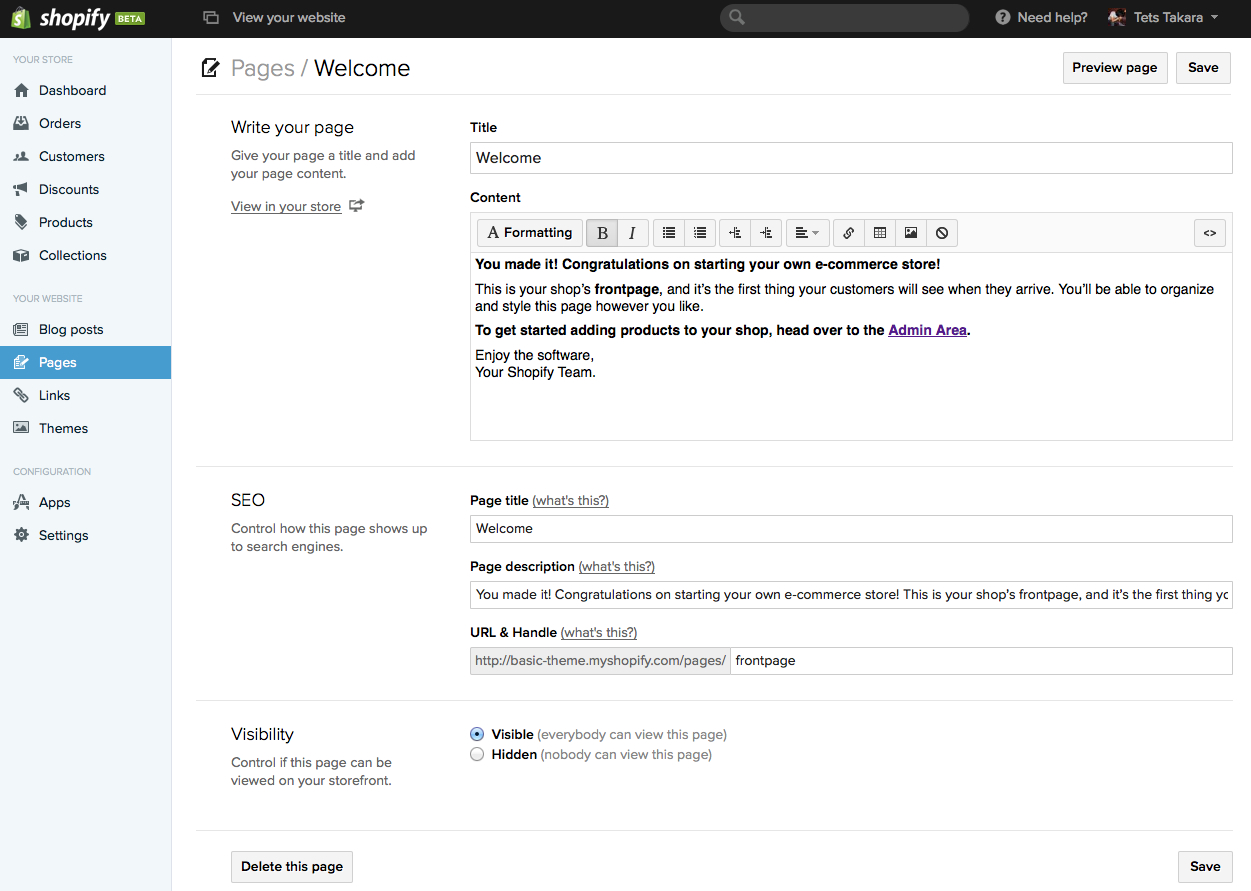 shopify BETA
View your website
Need help?
Tets Takara
YOUR STORE
Dashboard
Orders
Customers
Discounts
Products
Collections
YOUR WEBSITE
Blog posts
Pages
Links
Themes
CONFIGURATION
Apps
Settings
Pages / Welcome
Preview page
Save
Write your page
Give your page a title and add
your page content.
View in your store
Title
Welcome
Content
A Formatting
B
I
<>
You made it! Congratulations on starting your own e-commerce store!
This is your shop’s frontpage, and it’s the first thing your customers will see when they arrive. You’ll be able to organize
and style this page however you like.
To get started adding products to your shop, head over to the Admin Area.
Enjoy the software,
Your Shopify Team.
SEO
Control how this page shows up
to search engines.
Page title (what's this?)
Welcome
Page description (what's this?)
You made it! Congratulations on starting your own e-commerce store! This is your shop’s frontpage, and it’s the first thing yo
URL & Handle (what's this?)
http://basic-theme.myshopify.com/pages/ frontpage
Visibility
Control if this page can be
viewed on your storefront.
Visible (everybody can view this page)
Hidden (nobody can view this page)
Delete this page
Save